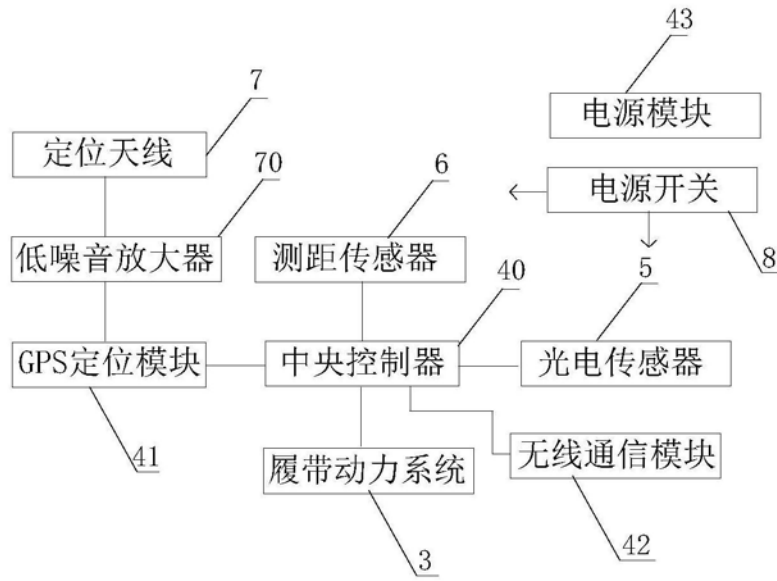 43
电源模块
7
定位天线
电源开关
70
6
低噪音放大器
测距传感器
8
40
5
GPS定位模块
中央控制器
光电传感器
41
履带动力系统
无线通信模块
3
42